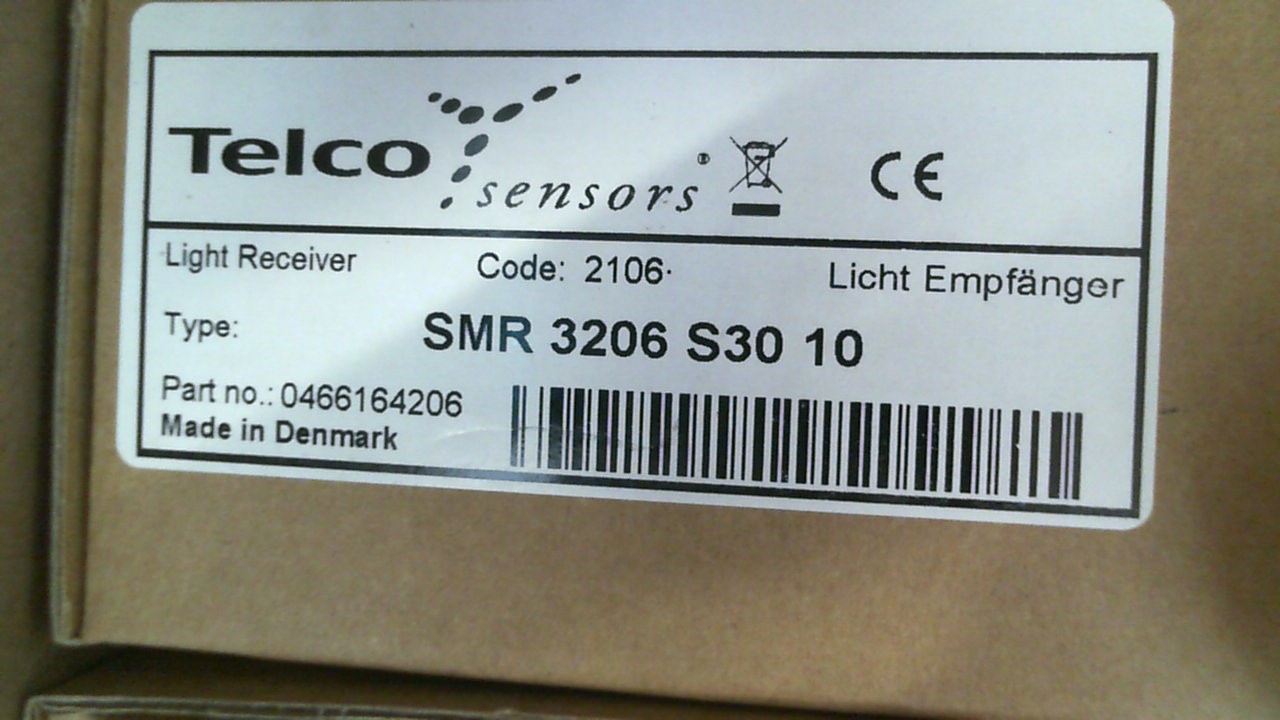 Telco sensors®
CE
Light Receiver Code: 2106· Licht Empfänger
Type: SMR 3206 S30 10
Part no.: 0466164206
Made in Denmark